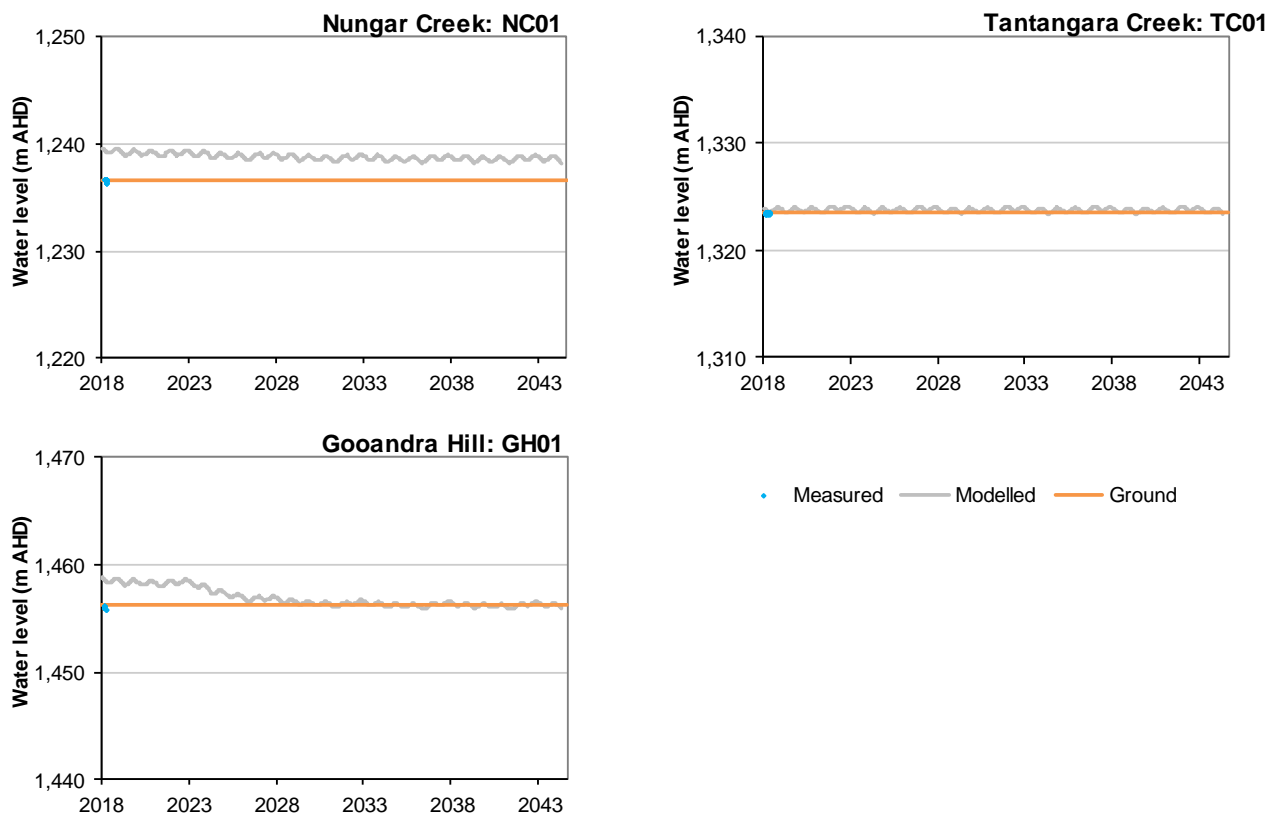 Nungar Creek: NC01
1,250
1,240
1,230
1,220
Water level (m AHD)
2018 2023 2028 2033 2038 2043
Tantangara Creek: TC01
1,340
1,330
1,320
1,310
Water level (m AHD)
2018 2023 2028 2033 2038 2043
Gooandra Hill: GH01
1,470
1,460
1,450
1,440
Water level (m AHD)
2018 2023 2028 2033 2038 2043
Measured Modelled Ground